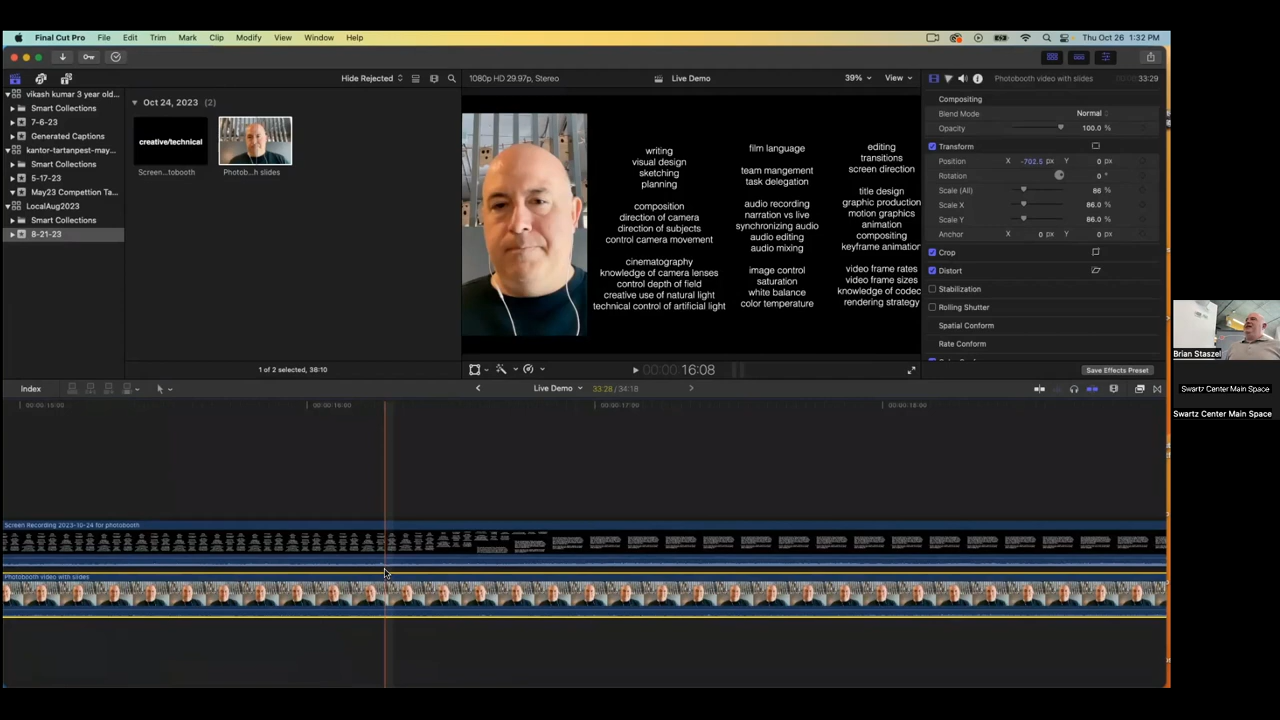 Final Cut Pro File Edit Trim Mark Clip Modify View Window Help
Thu Oct 26 1:32 PM
Hide Rejected
1080p HD 29.97p, Stereo
Live Demo
39%
View
Photobooth video with slides
33:29
vikash kumar 3 year old...
Smart Collections
7-6-23
Generated Captions
kantor-tartanpest-may...
Smart Collections
5-17-23
May23 Competion Ta...
LocalAug2023
Smart Collections
8-21-23
Oct 24, 2023 (2)
creative/technical
Screen...tobooth
Photob...h slides
1 of 2 selected, 38:10
writing
visual design
sketching
planning
composition
direction of camera
direction of subjects
control camera movement
cinematography
knowledge of camera lenses
control depth of field
creative use of natural light
technical control of artificial light
film language
team mangement
task delegation
audio recording
narration vs live
synchronizing audio
audio editing
audio mixing
image control
saturation
white balance
color temperature
editing
transitions
screen direction
title design
graphic production
motion graphics
animation
compositing
keyframe animation
video frame rates
video frame sizes
knowledge of codec
rendering strategy
00:00:16:08
Compositing
Blend Mode Normal
Opacity 100.0 %
Transform
Position X -702.5 px Y 0 px
Rotation 0 °
Scale (All) 86 %
Scale X 86.0 %
Scale Y 86.0 %
Anchor X 0 px Y 0 px
Crop
Distort
Stabilization
Rolling Shutter
Spatial Conform
Rate Conform
Save Effects Preset
Brian Staszel
Swartz Center Main Space
Swartz Center Main Space
Index
Live Demo
33:28 / 34:18
00:00:15:00
00:00:16:00
00:00:17:00
00:00:18:00
Screen Recording 2023-10-24 for photobooth
Photobooth video with slides